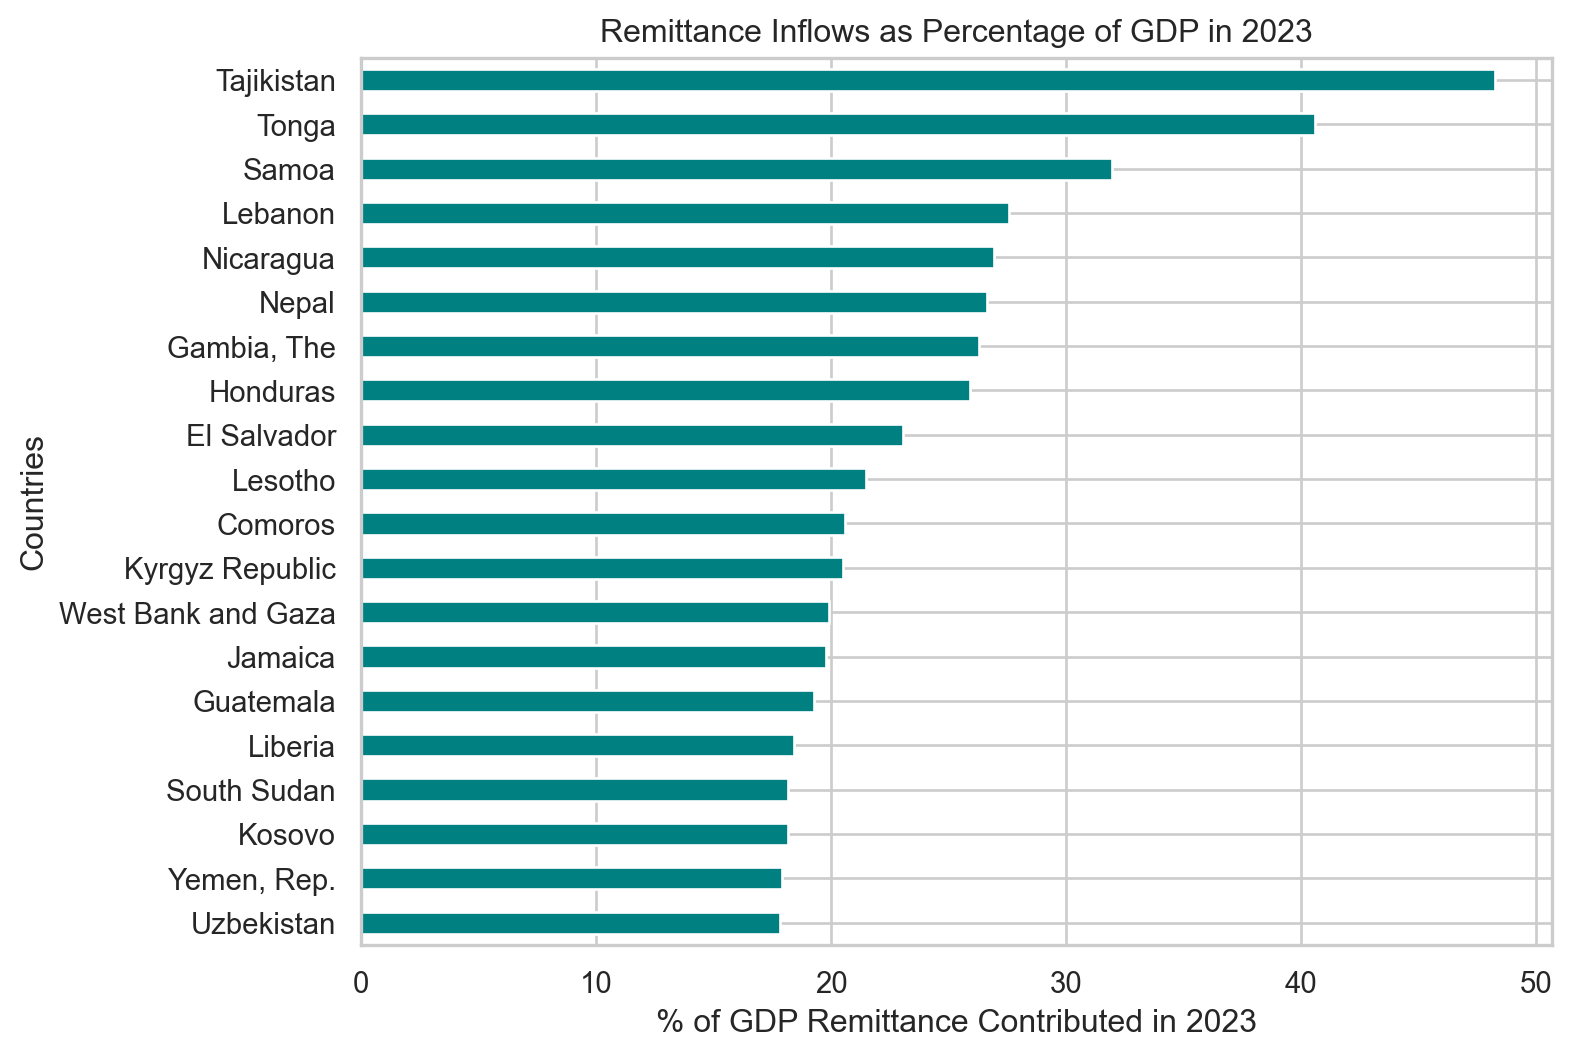 Remittance Inflows as Percentage of GDP in 2023
Tajikistan
Tonga
Samoa
Lebanon
Nicaragua
Nepal
Gambia, The
Honduras
El Salvador
Lesotho
Comoros
Kyrgyz Republic
West Bank and Gaza
Jamaica
Guatemala
Liberia
South Sudan
Kosovo
Yemen, Rep.
Uzbekistan
Countries
0 10 20 30 40 50
% of GDP Remittance Contributed in 2023